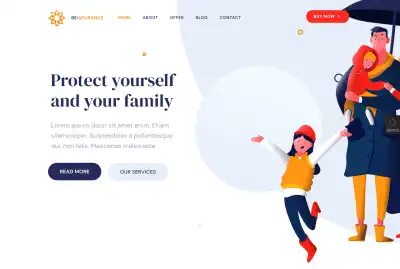 BEINSURANCE
HOME
ABOUT
OFFER
BLOG
CONTACT
BUY NOW
Protect yourself
and your family
Lorem ipsum dolor sit amet enim. Etiam
ullamcorper. Suspendisse a pellentesque
dui, non felis. Maecenas malesuada
READ MORE
OUR SERVICES